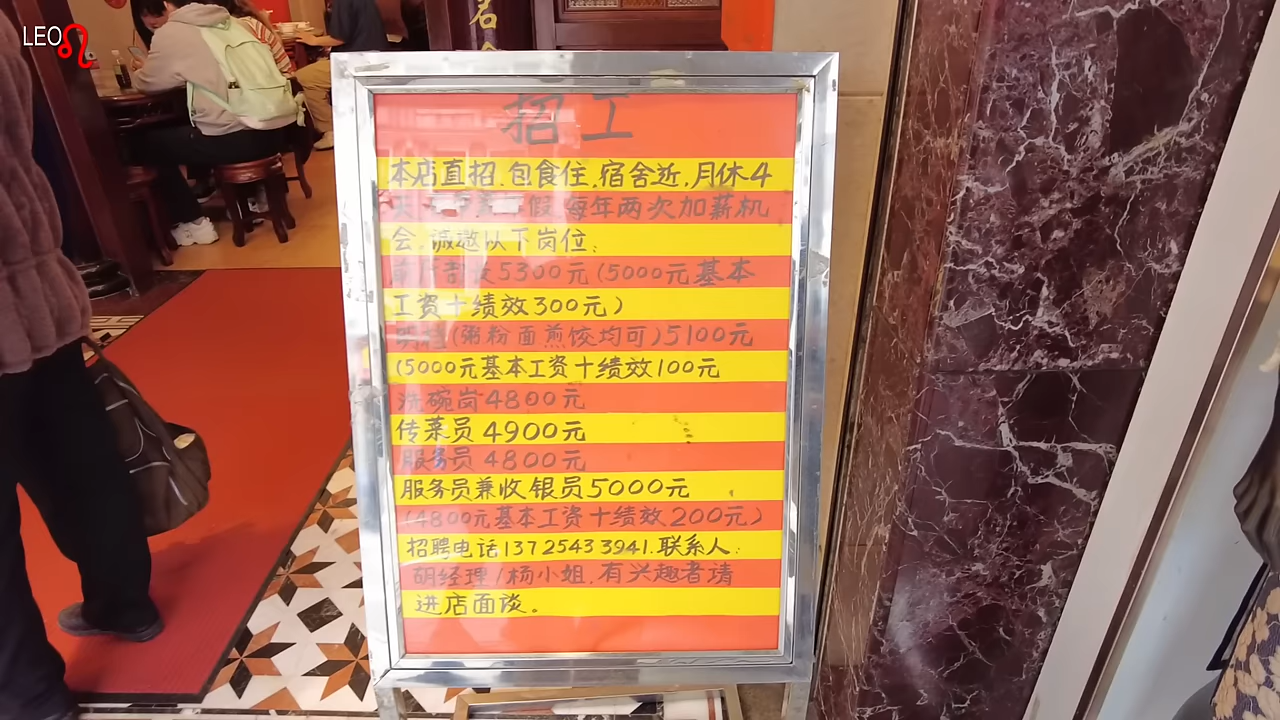 LEO
名
招工
本店直招.包食住.宿舍近.月休4
假.每年两次加薪机
会.诚邀以下岗位:
5300元(5000元基本
工资十绩效300元)
明档(粥粉面煎饺均可)5100元
(5000元基本工资十绩效100元
洗碗岗4800元
传菜员4900元
服务员4800元
服务员兼收银员5000元
(4800元基本工资十绩效200元)
招聘电话13725433941.联系人:
胡经理/杨小姐.有兴趣者请
进店面谈。